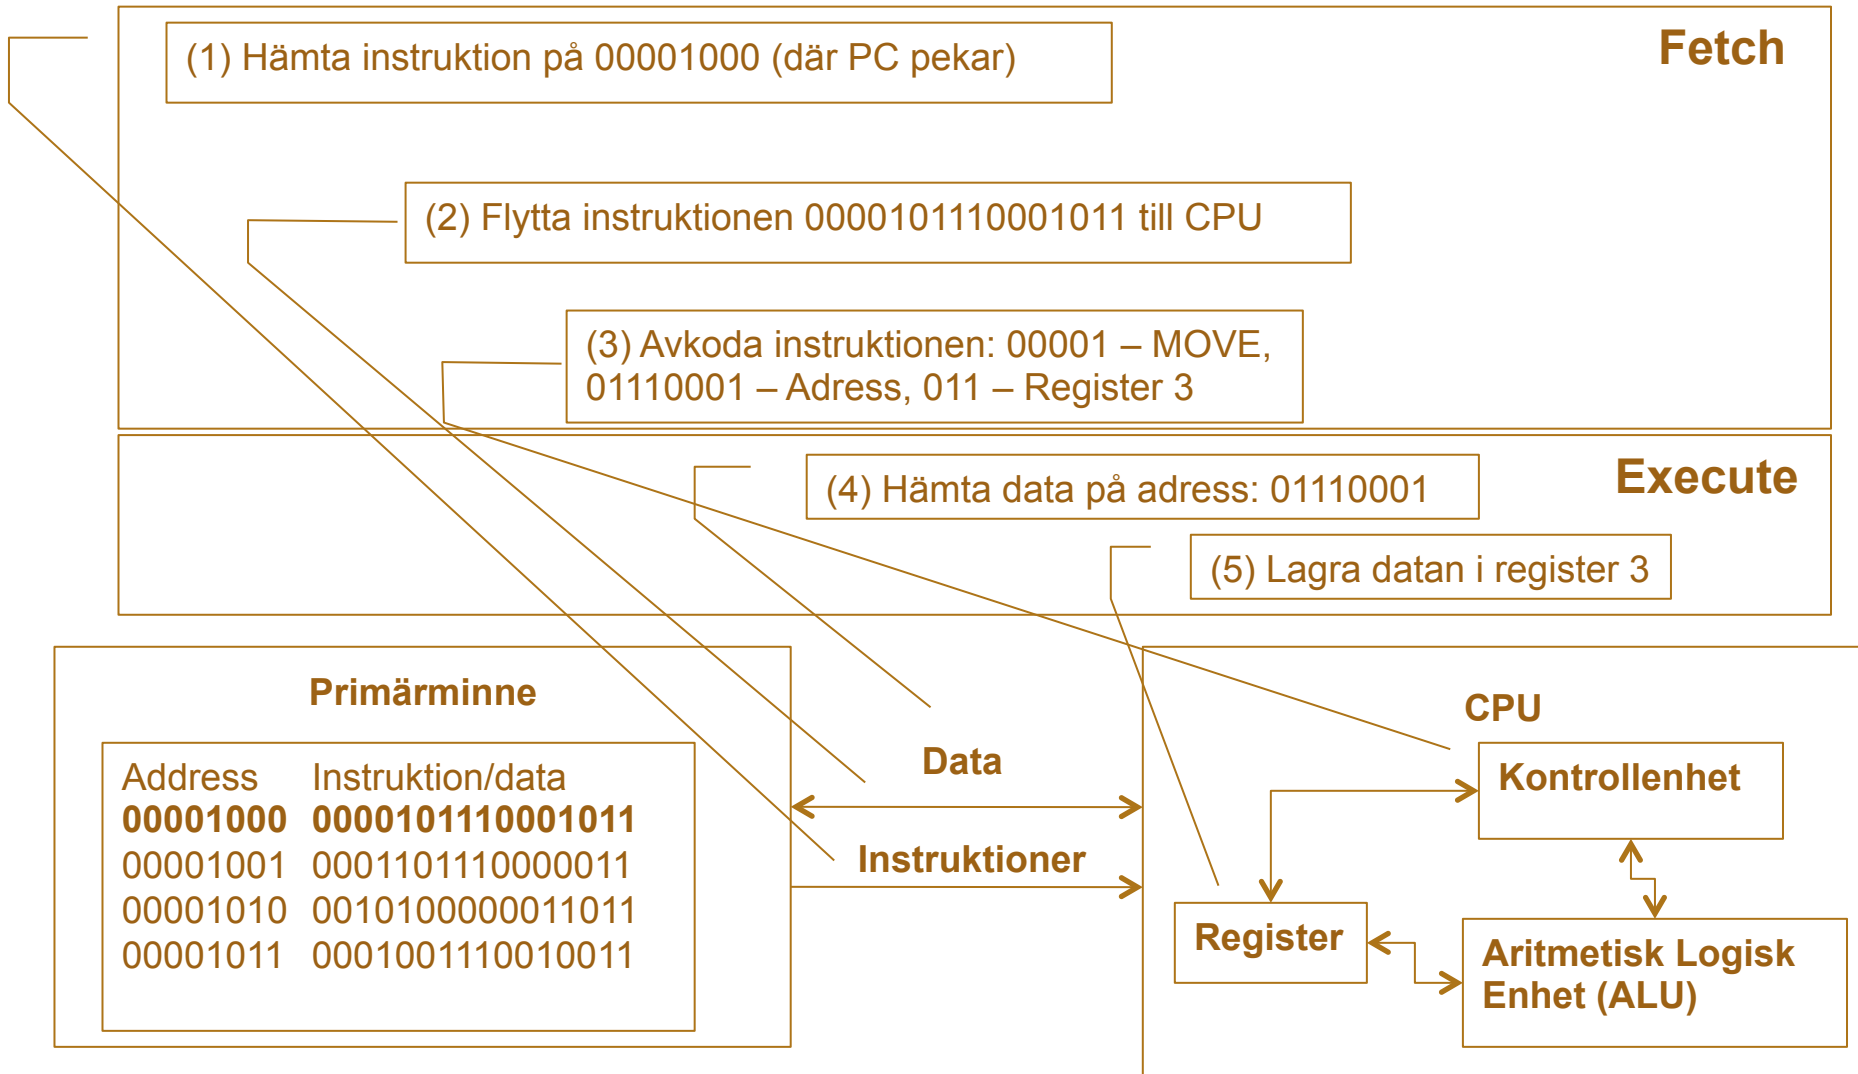 Fetch
(1) Hämta instruktion på 00001000 (där PC pekar)
(2) Flytta instruktionen 0000101110001011 till CPU
(3) Avkoda instruktionen: 00001 – MOVE,
01110001 – Adress, 011 – Register 3
Execute
(4) Hämta data på adress: 01110001
(5) Lagra datan i register 3
Primärminne
Address Instruktion/data
00001000 0000101110001011
00001001 0001101110000011
00001010 0010100000011011
00001011 0001001110010011
Data
Instruktioner
CPU
Kontrollenhet
Register
Aritmetisk Logisk
Enhet (ALU)